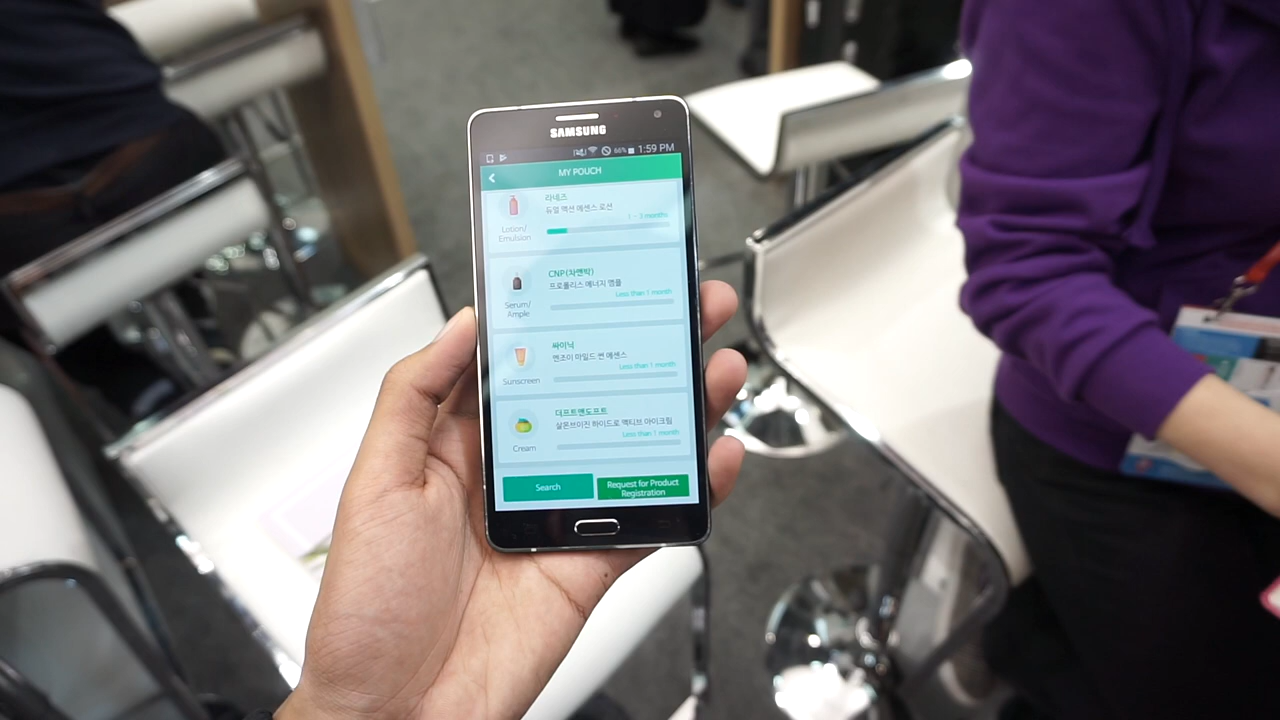 SAMSUNG
66% 1:59 PM
MY POUCH
라네즈
듀얼 액션 에센스 로션
1 ~ 3 months
Lotion/
Emulsion
CNP(차앤박)
프로폴리스 에너지 앰플
Less than 1 month
Serum/
Ample
싸이닉
엔조이 마일드 썬 에센스
Less than 1 month
Sunscreen
더프트앤도프트
살몬브이진 하이드로 액티브 아이크림
Less than 1 month
Cream
Search
Request for Product
Registration